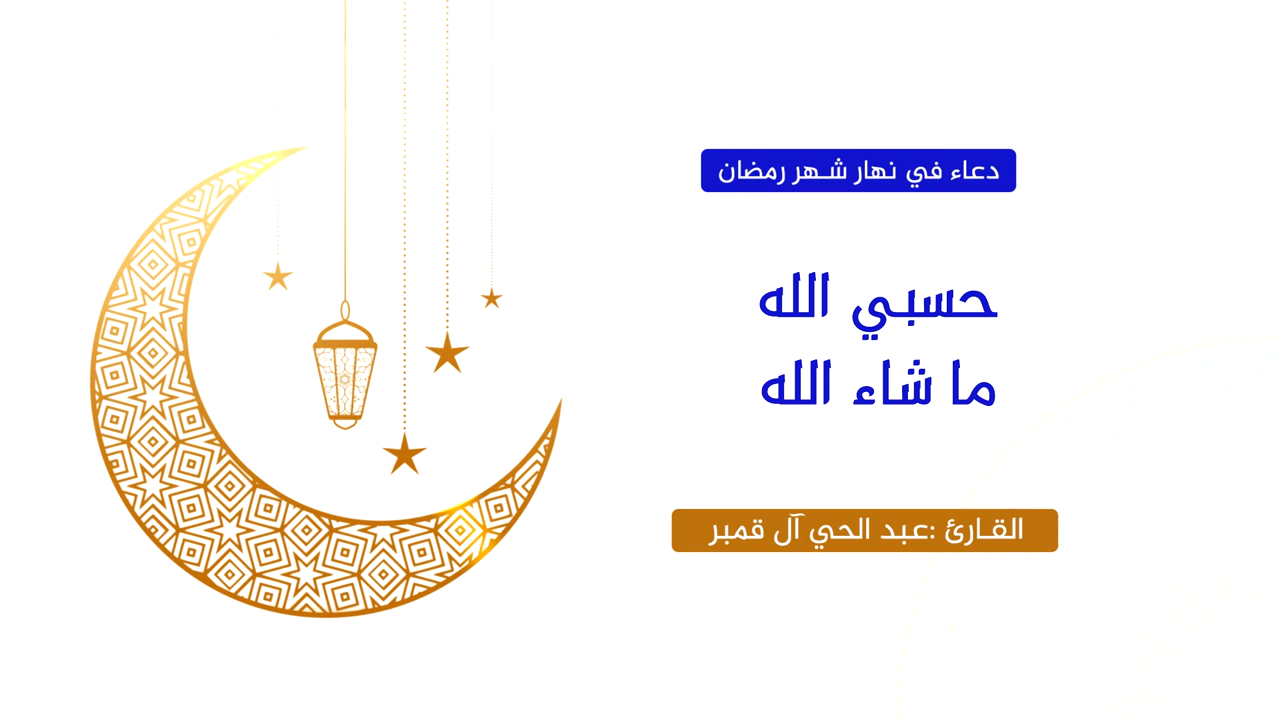 دعاء في نهار شهر رمضان
حسبي الله
ما شاء الله
القارئ :عبد الحي آل قمبر